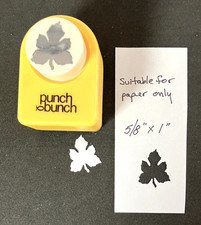 punch
bunch
suitable for
paper only
5/8" x 1"